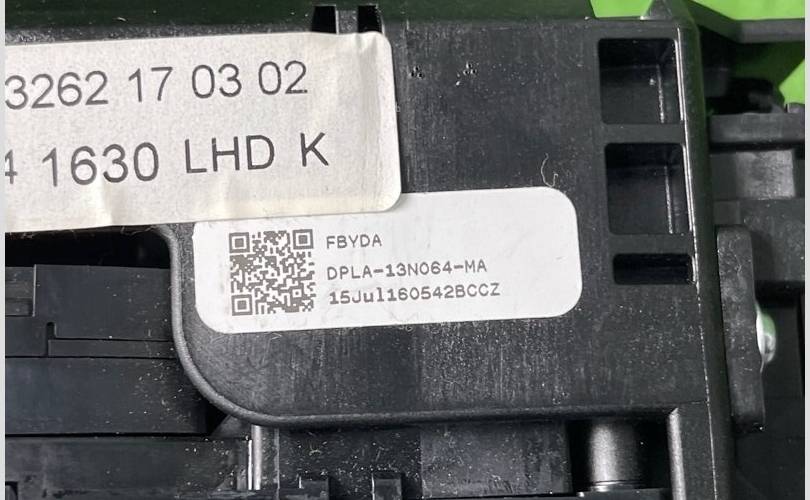 3262 17 03 02
1630 LHD K
FBYDA
DPLA-13N064-MA
15Jul160542BCCZ